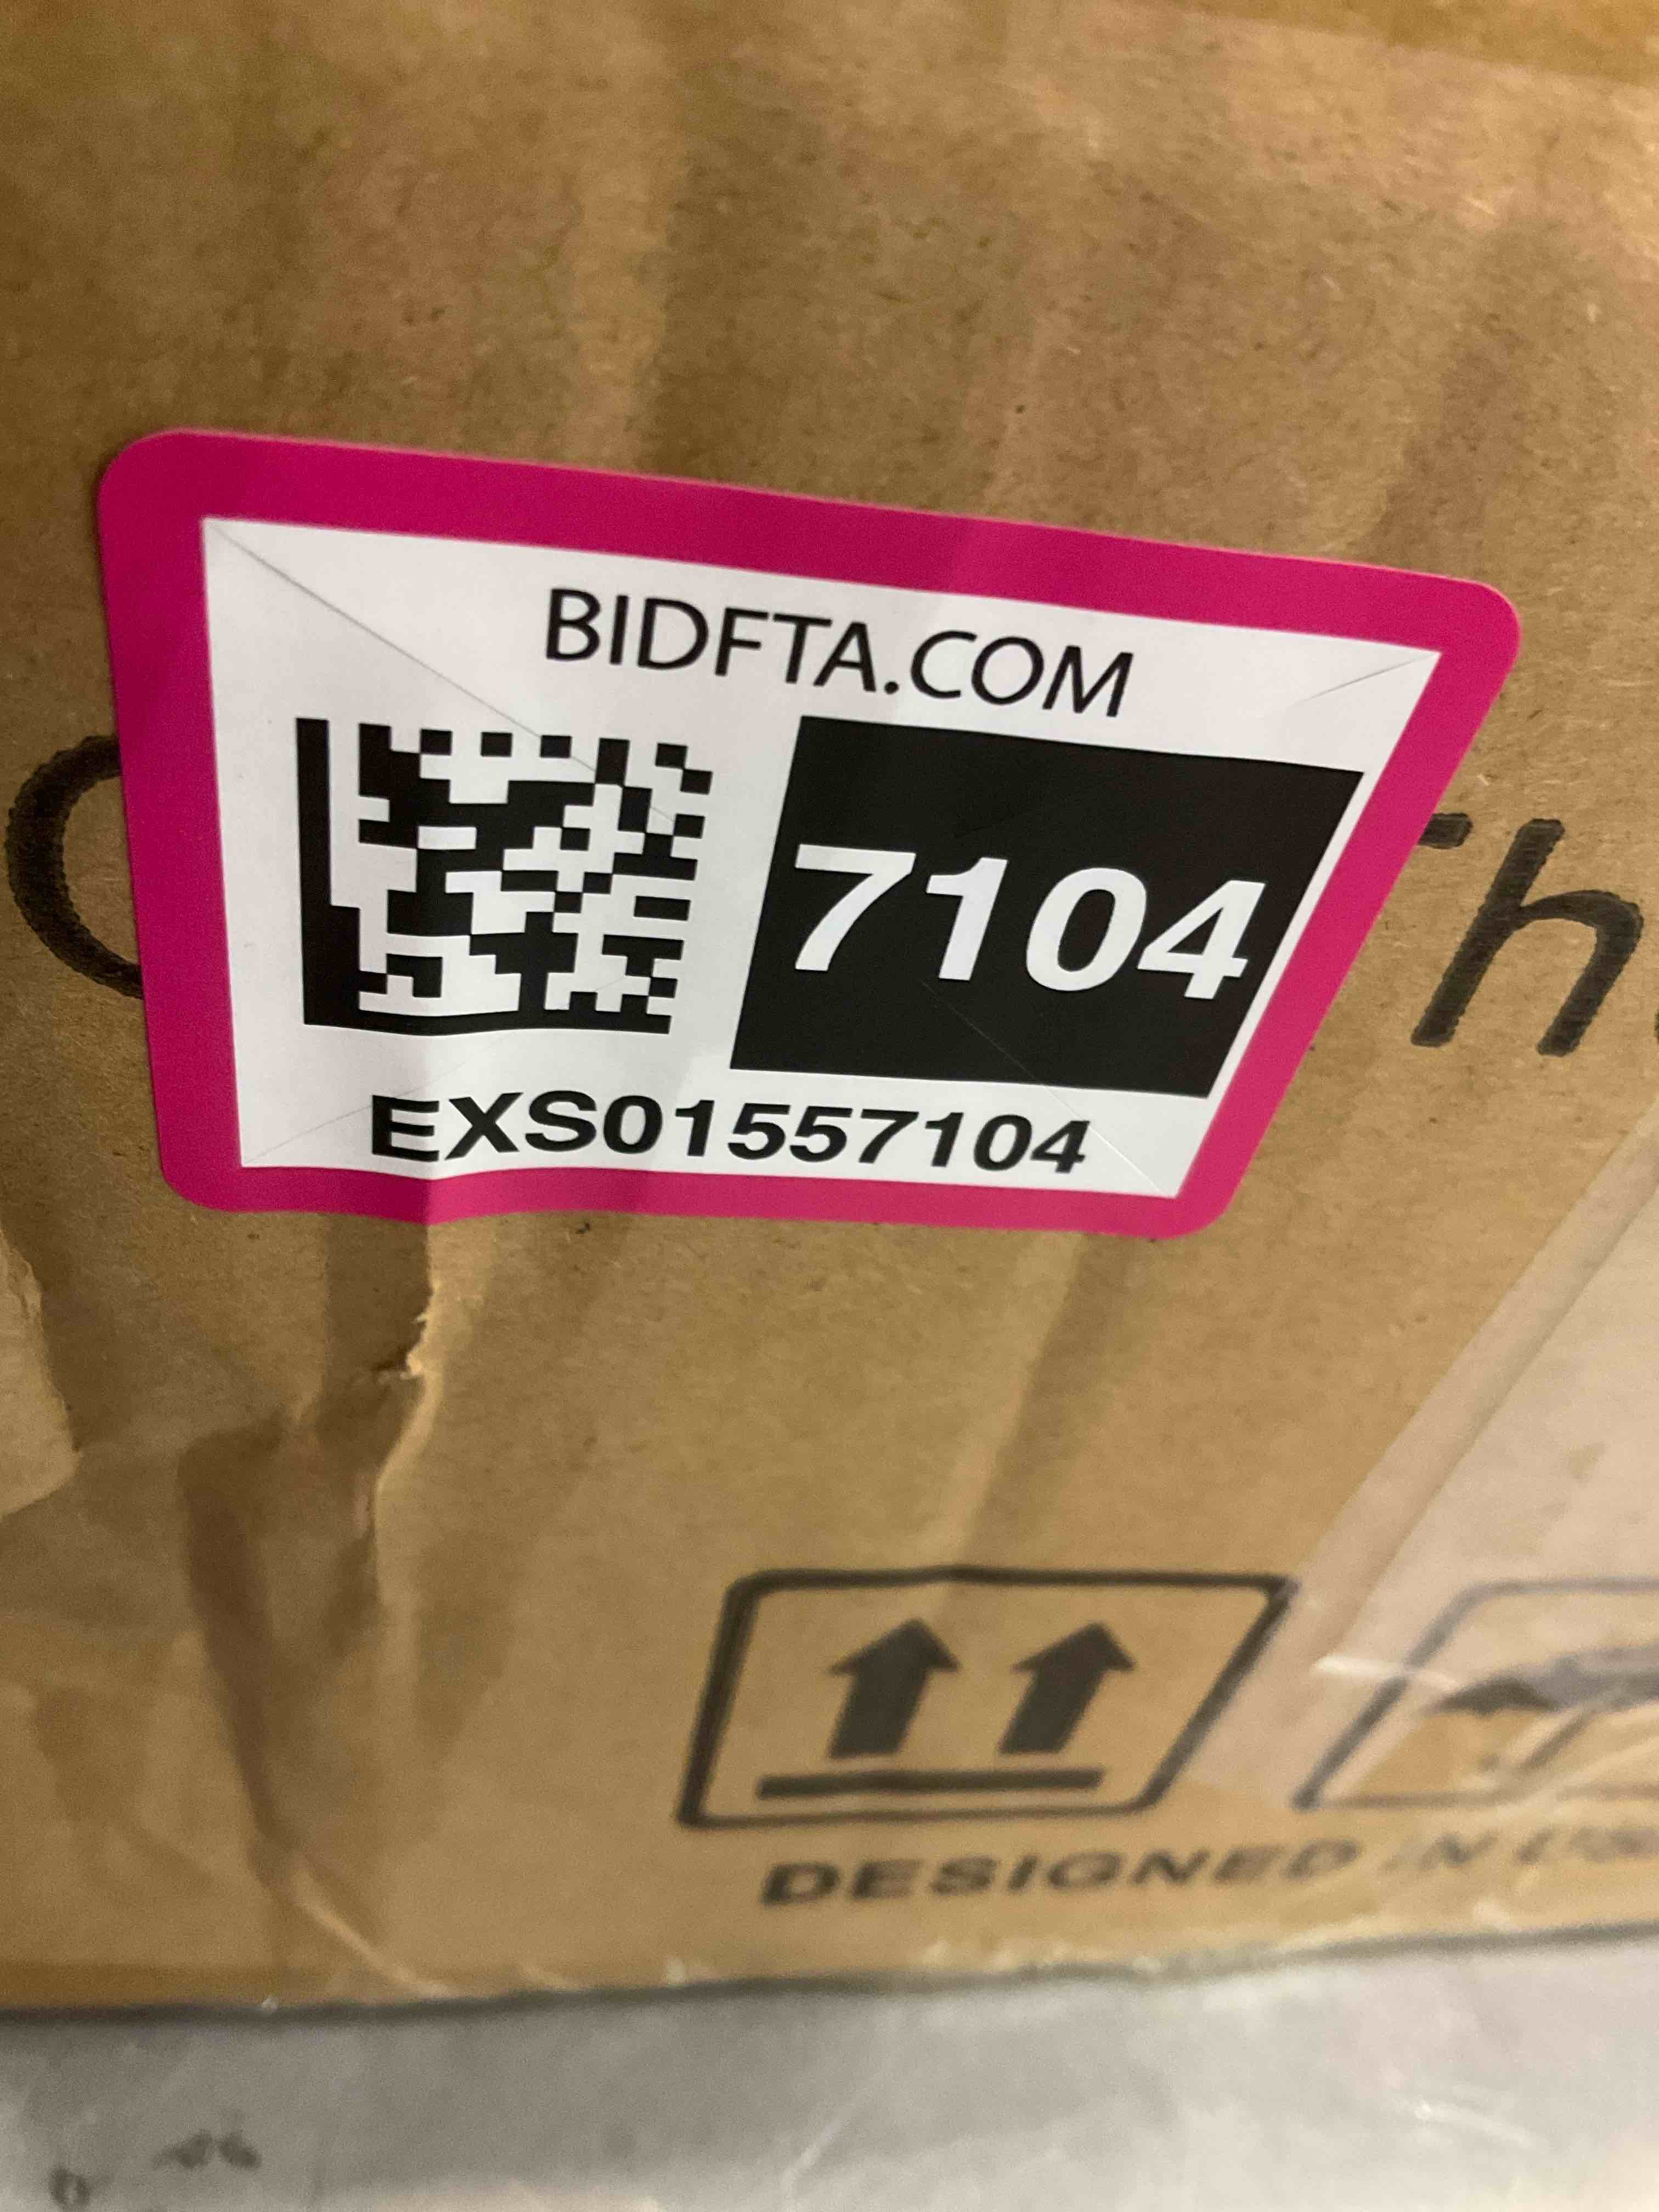 BIDFTA.COM
7104
EXS01557104
DESIGNED IN